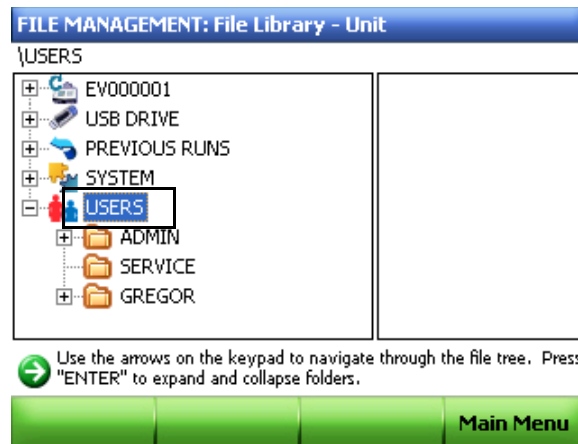 FILE MANAGEMENT: File Library - Unit
\USERS
EV000001
USB DRIVE
PREVIOUS RUNS
SYSTEM
USERS
ADMIN
SERVICE
GREGOR
Use the arrows on the keypad to navigate through the file tree. Press
"ENTER" to expand and collapse folders.
Main Menu